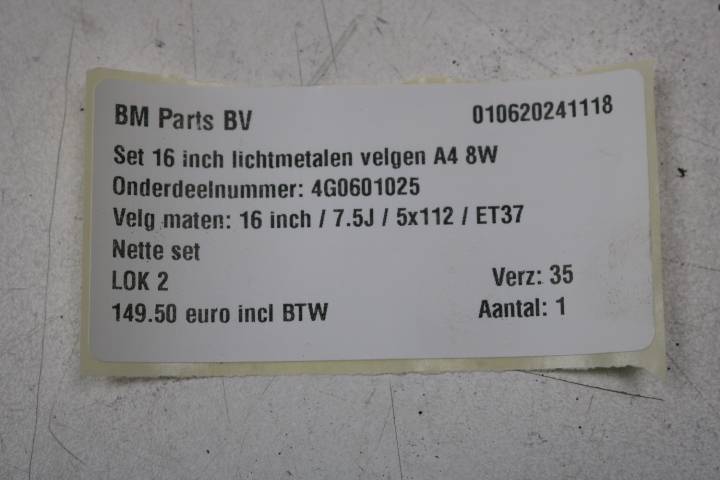 BM Parts BV 010620241118
Set 16 inch lichtmetalen velgen A4 8W
Onderdeelnummer: 4G0601025
Velg maten: 16 inch / 7.5J / 5x112 / ET37
Nette set
LOK 2 Verz: 35
149.50 euro incl BTW Aantal: 1